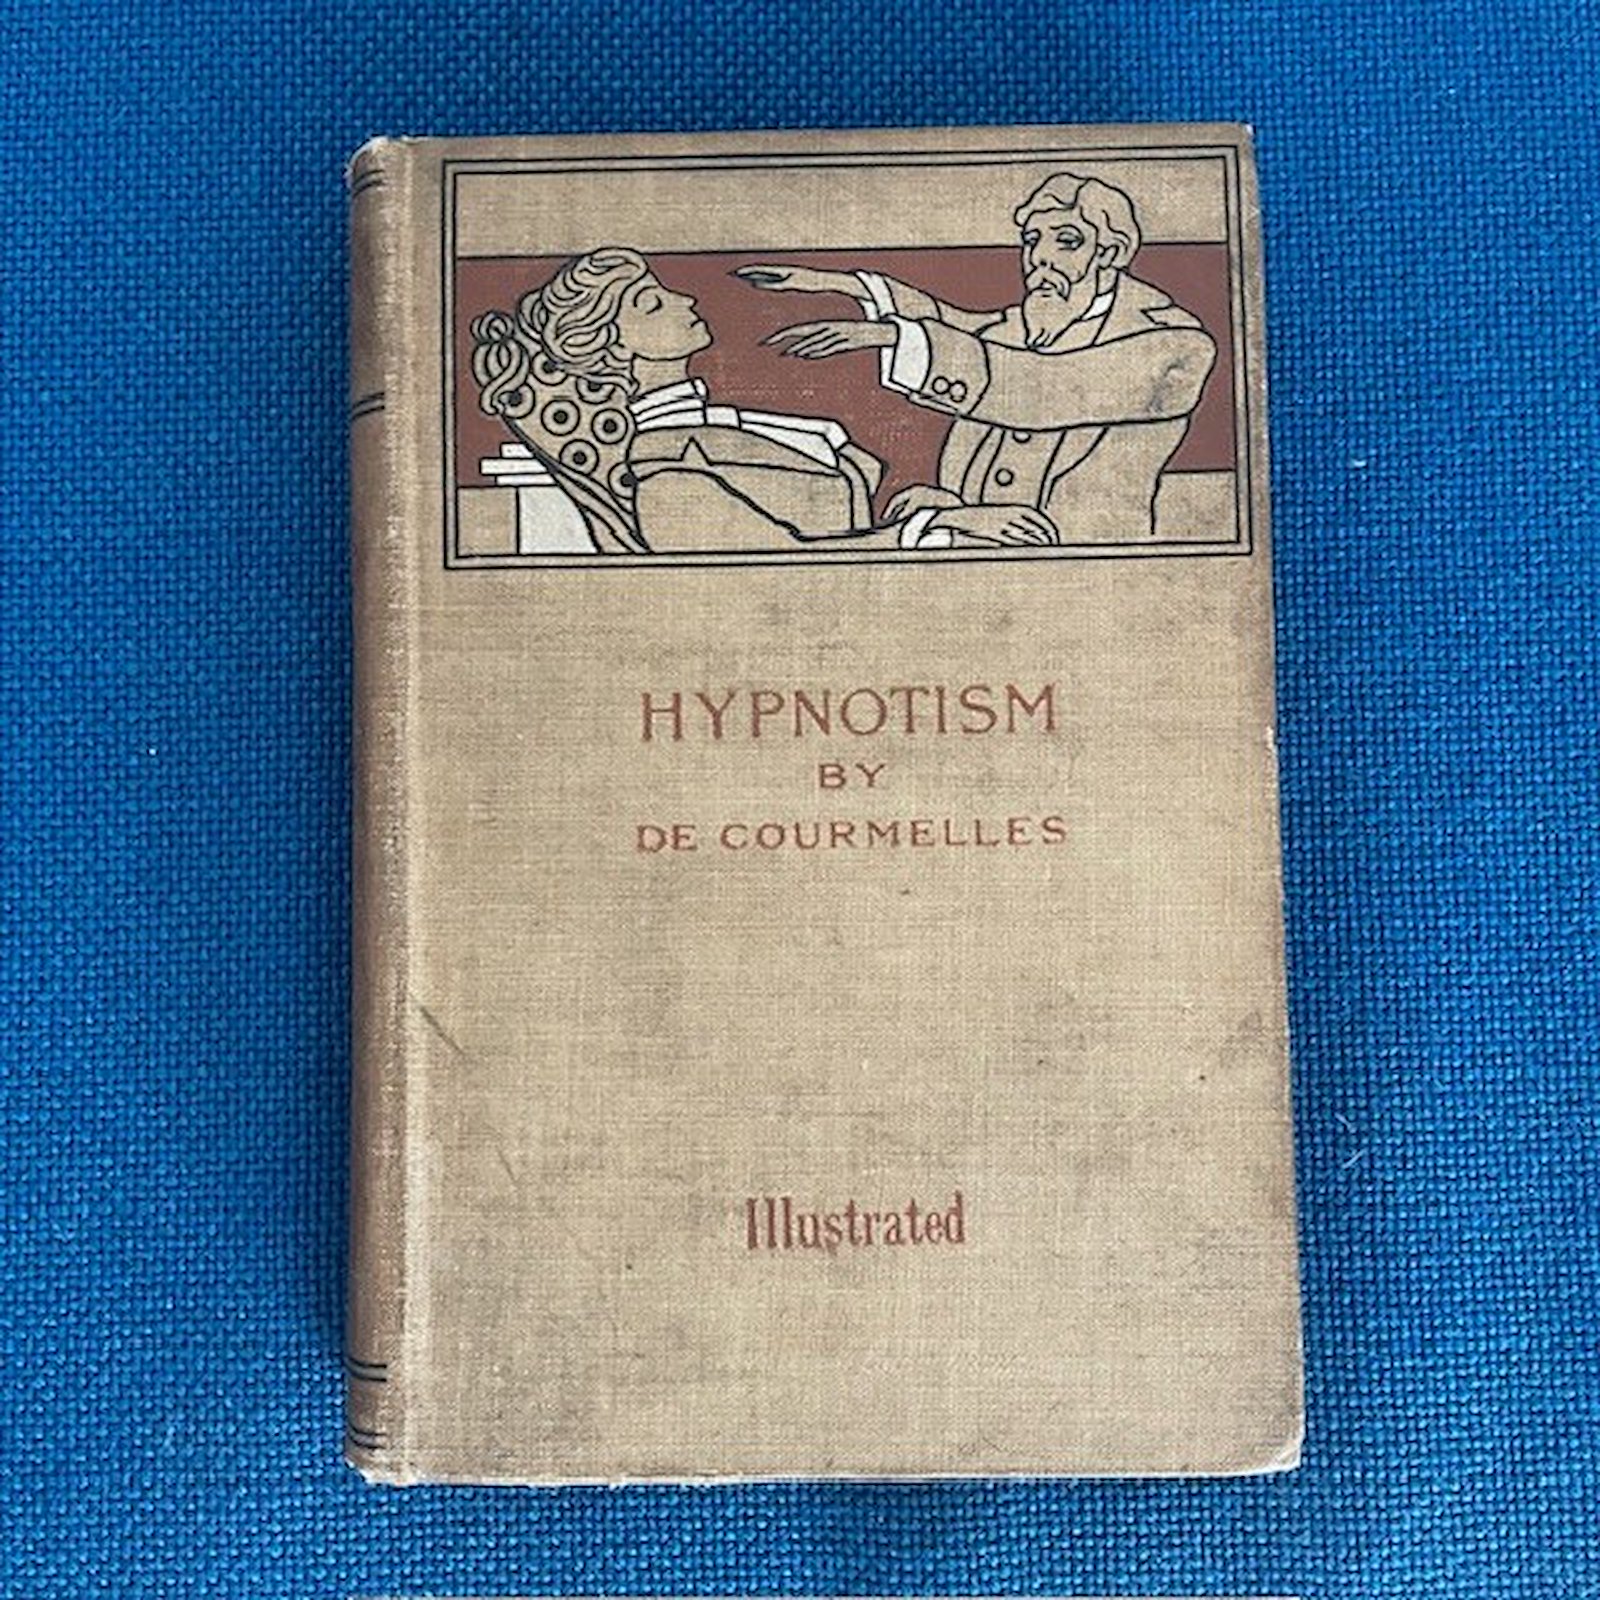 HYPNOTISM
BY
DE COURMELLES
Illustrated